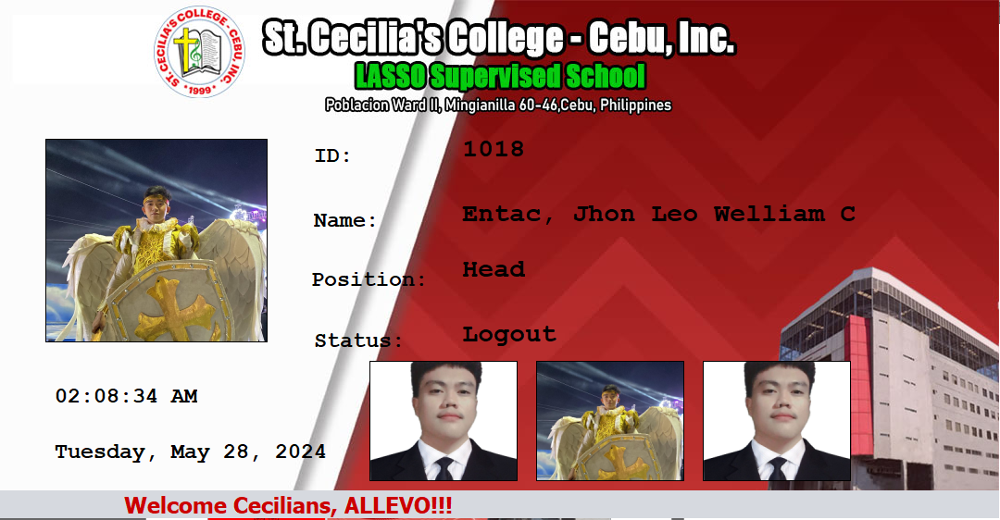 ST. CECILIA'S COLLEGE - CEBU, INC.
* 1999 *
St. Cecilia's College - Cebu, Inc.
LASSO Supervised School
Poblacion Ward II, Mingianilla 60-46,Cebu, Philippines
ID: 1018
Name: Entac, Jhon Leo Welliam C
Position: Head
Status: Logout
02:08:34 AM
Tuesday, May 28, 2024
Welcome Cecilians, ALLEVO!!!